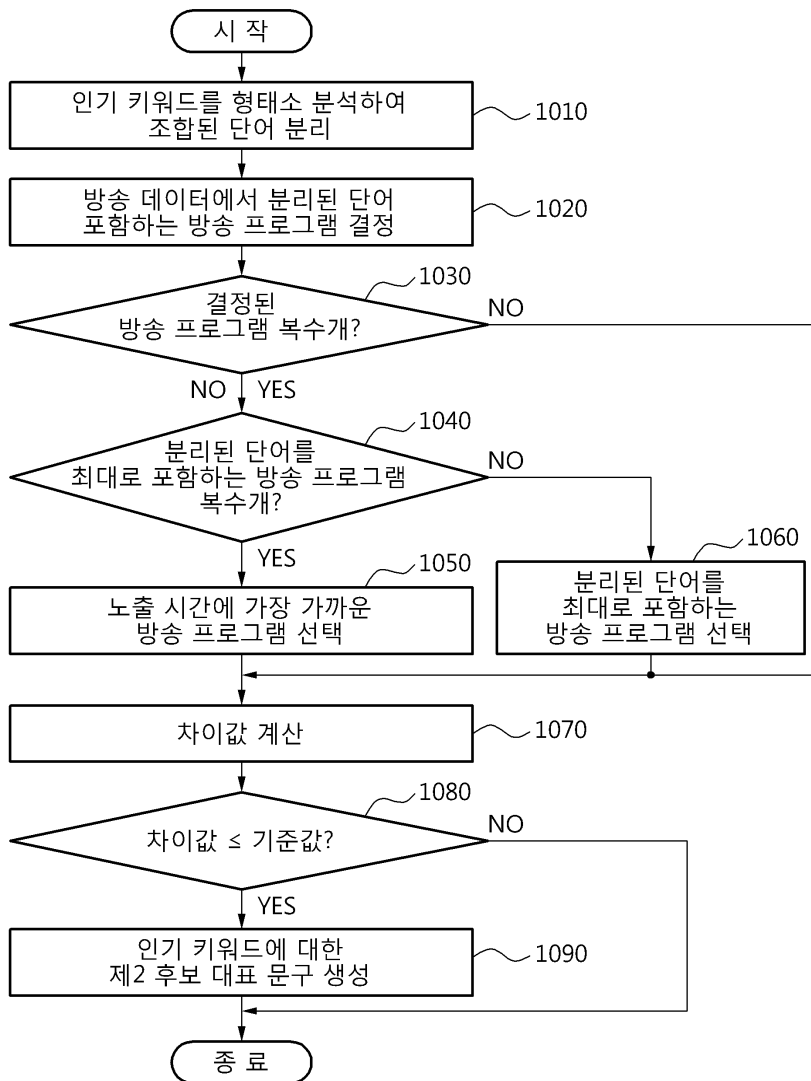 시 작
인기 키워드를 형태소 분석하여
조합된 단어 분리
1010
방송 데이터에서 분리된 단어
포함하는 방송 프로그램 결정
1020
1030
결정된
방송 프로그램 복수개?
NO
NO YES
1040
분리된 단어를
최대로 포함하는 방송 프로그램
복수개?
NO
YES
1050
노출 시간에 가장 가까운
방송 프로그램 선택
1060
분리된 단어를
최대로 포함하는
방송 프로그램 선택
차이값 계산
1070
1080
차이값 ≤ 기준값?
NO
YES
인기 키워드에 대한
제2 후보 대표 문구 생성
1090
종 료